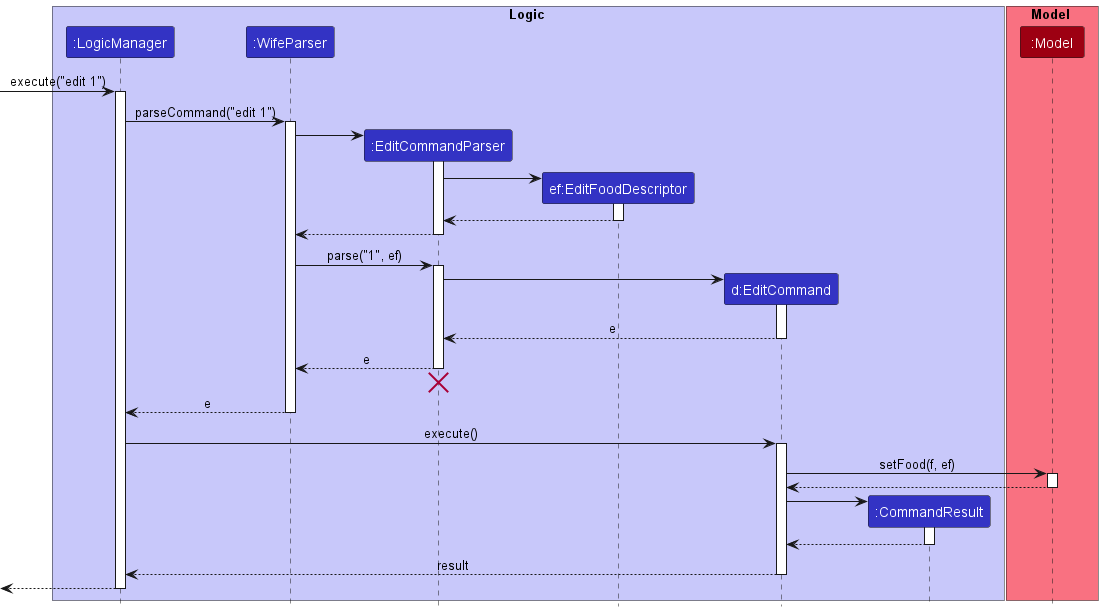 Logic
Model
:LogicManager
:WifeParser
:Model
execute("edit 1")
parseCommand("edit 1")
:EditCommandParser
ef:EditFoodDescriptor
parse("1", ef)
d:EditCommand
e
e
e
execute()
setFood(f, ef)
:CommandResult
result